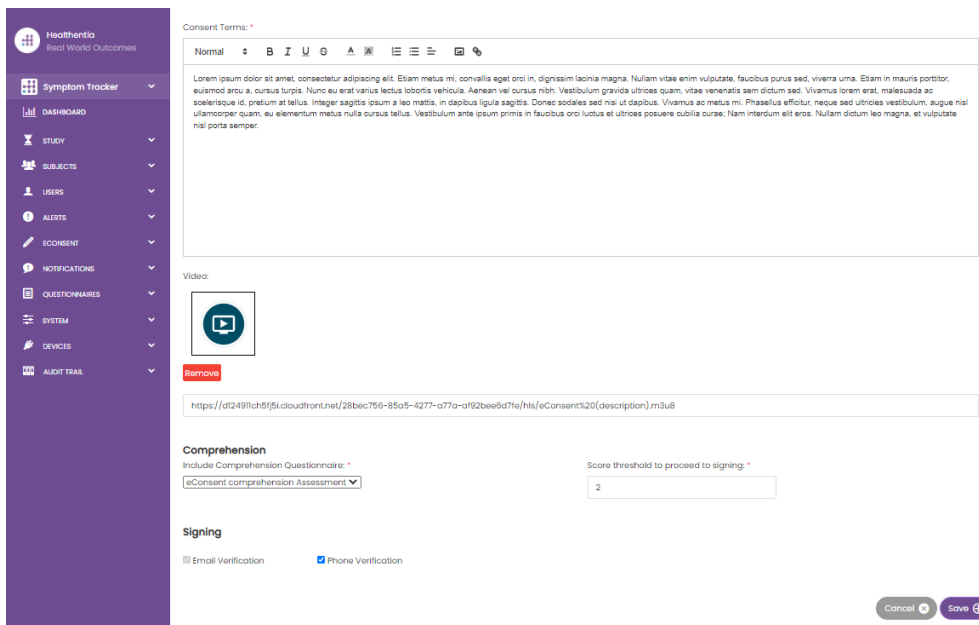 Healthentia
Real World Outcomes
Symptom Tracker
DASHBOARD
STUDY
SUBJECTS
USERS
ALERTS
ECONSENT
NOTIFICATIONS
QUESTIONNAIRES
SYSTEM
DEVICES
AUDIT TRAIL
Consent Terms: *
Normal B I U S A A
Lorem ipsum dolor sit amet, consectetur adipiscing elit. Etiam metus mi, convallis eget orci in, dignissim lacinia magna. Nullam vitae enim vulputate, faucibus purus sed, viverra urna. Etiam in mauris porttitor,
euismod arcu a, cursus turpis. Nunc eu erat varius lectus lobortis vehicula. Aenean vel cursus nibh. Vestibulum gravida ultrices quam, vitae venenatis sem dictum sed. Vivamus lorem erat, malesuada ac
scelerisque id, pretium at tellus. Integer sagittis ipsum a leo mattis, in dapibus ligula sagittis. Donec sodales sed nisi ut dapibus. Vivamus ac metus mi. Phasellus efficitur, neque sed ultricies vestibulum, augue nisl
ullamcorper quam, eu elementum metus nulla cursus tellus. Vestibulum ante ipsum primis in faucibus orci luctus et ultrices posuere cubilia curae; Nam interdum elit eros. Nullam dictum leo magna, et vulputate
nisl porta semper.
Video:
Remove
https://d124911ch5fj5i.cloudfront.net/28bec756-85a5-4277-a77a-af92bee6d7fe/hls/eConsent%20(description).m3u8
Comprehension
Include Comprehension Questionnaire: *
eConsent comprehension Assessment
Score threshold to proceed to signing: *
2
Signing
Email Verification
Phone Verification
Cancel
Save